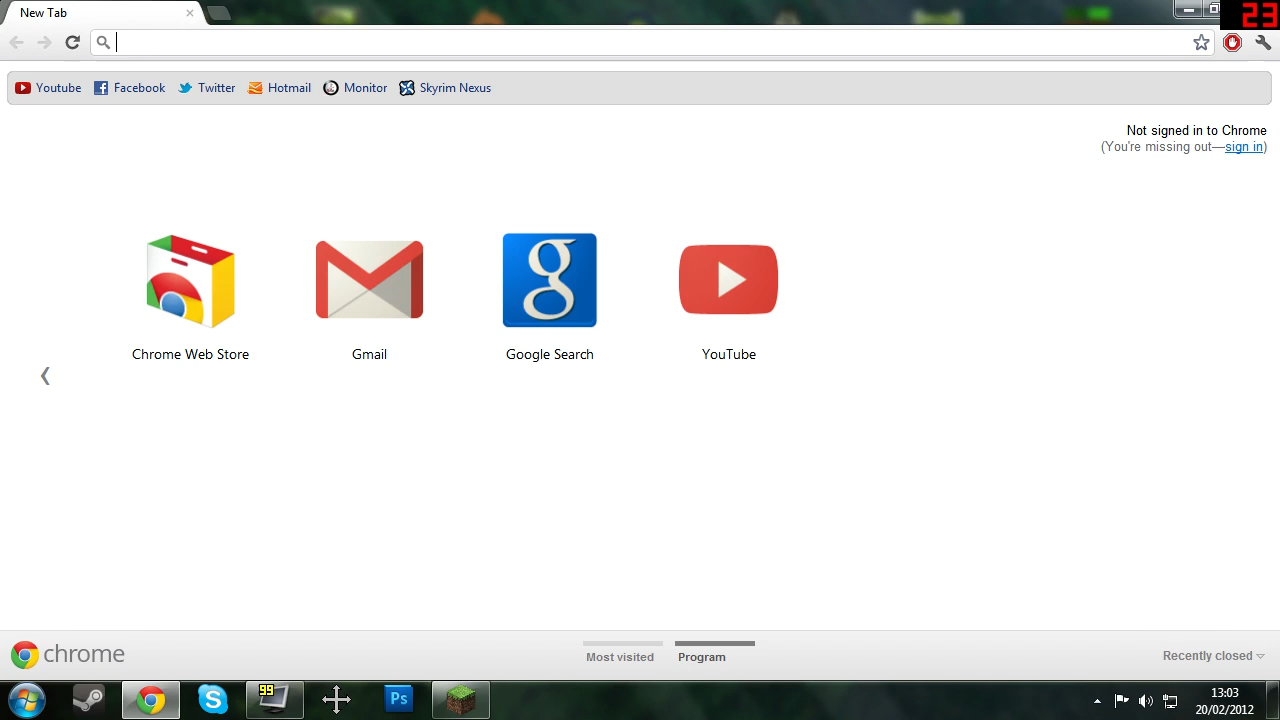 New Tab
23
Youtube Facebook Twitter Hotmail Monitor Skyrim Nexus
Not signed in to Chrome
(You're missing out—sign in)
g
Chrome Web Store Gmail Google Search YouTube
chrome Most visited Program Recently closed
99
Ps
13:03
20/02/2012